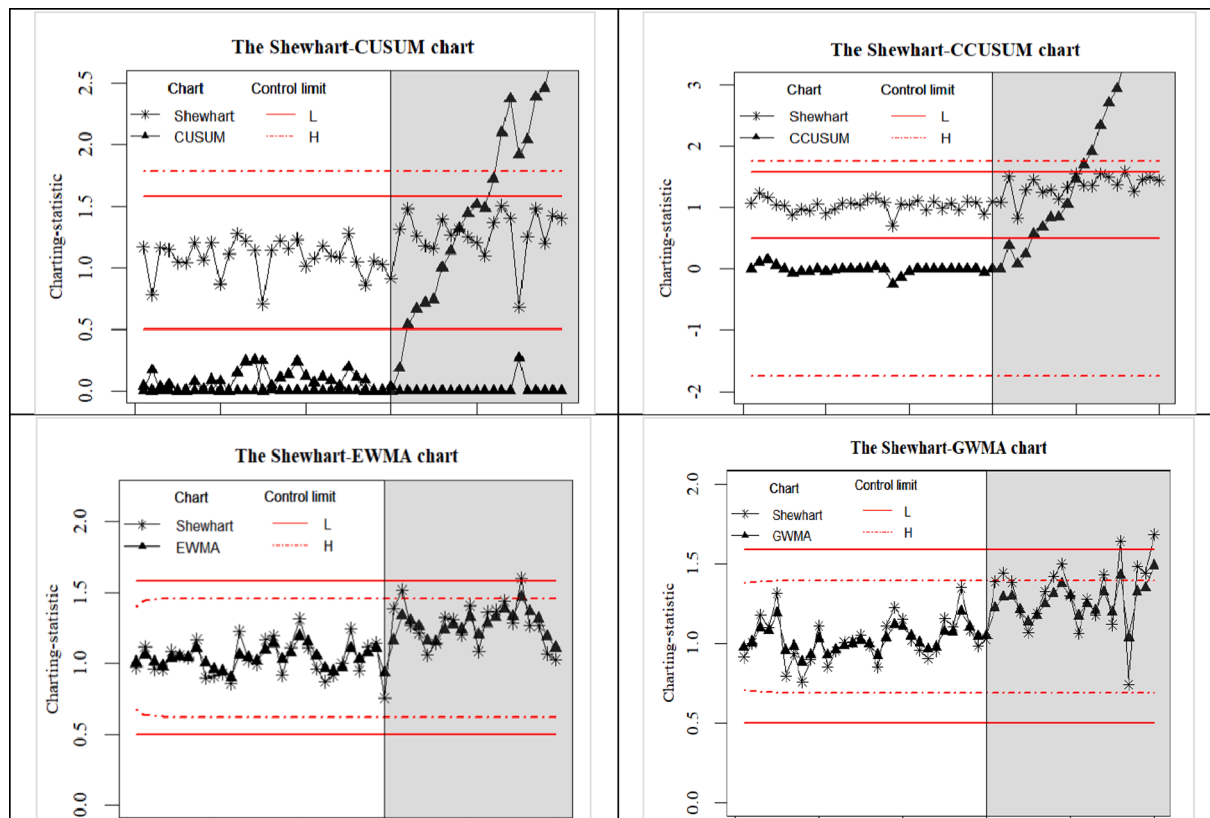 The Shewhart-CUSUM chart
Chart Control limit
Shewhart L
CUSUM H
Charting-statistic
2.5
2.0
1.5
1.0
0.5
0.0
The Shewhart-CCUSUM chart
Chart Control limit
Shewhart L
CCUSUM H
Charting-statistic
3
2
1
0
-1
-2
The Shewhart-EWMA chart
Chart Control limit
Shewhart L
EWMA H
Charting-statistic
2.0
1.5
1.0
0.5
0.0
The Shewhart-GWMA chart
Chart Control limit
Shewhart L
GWMA H
Charting-statistic
2.0
1.5
1.0
0.5
0.0